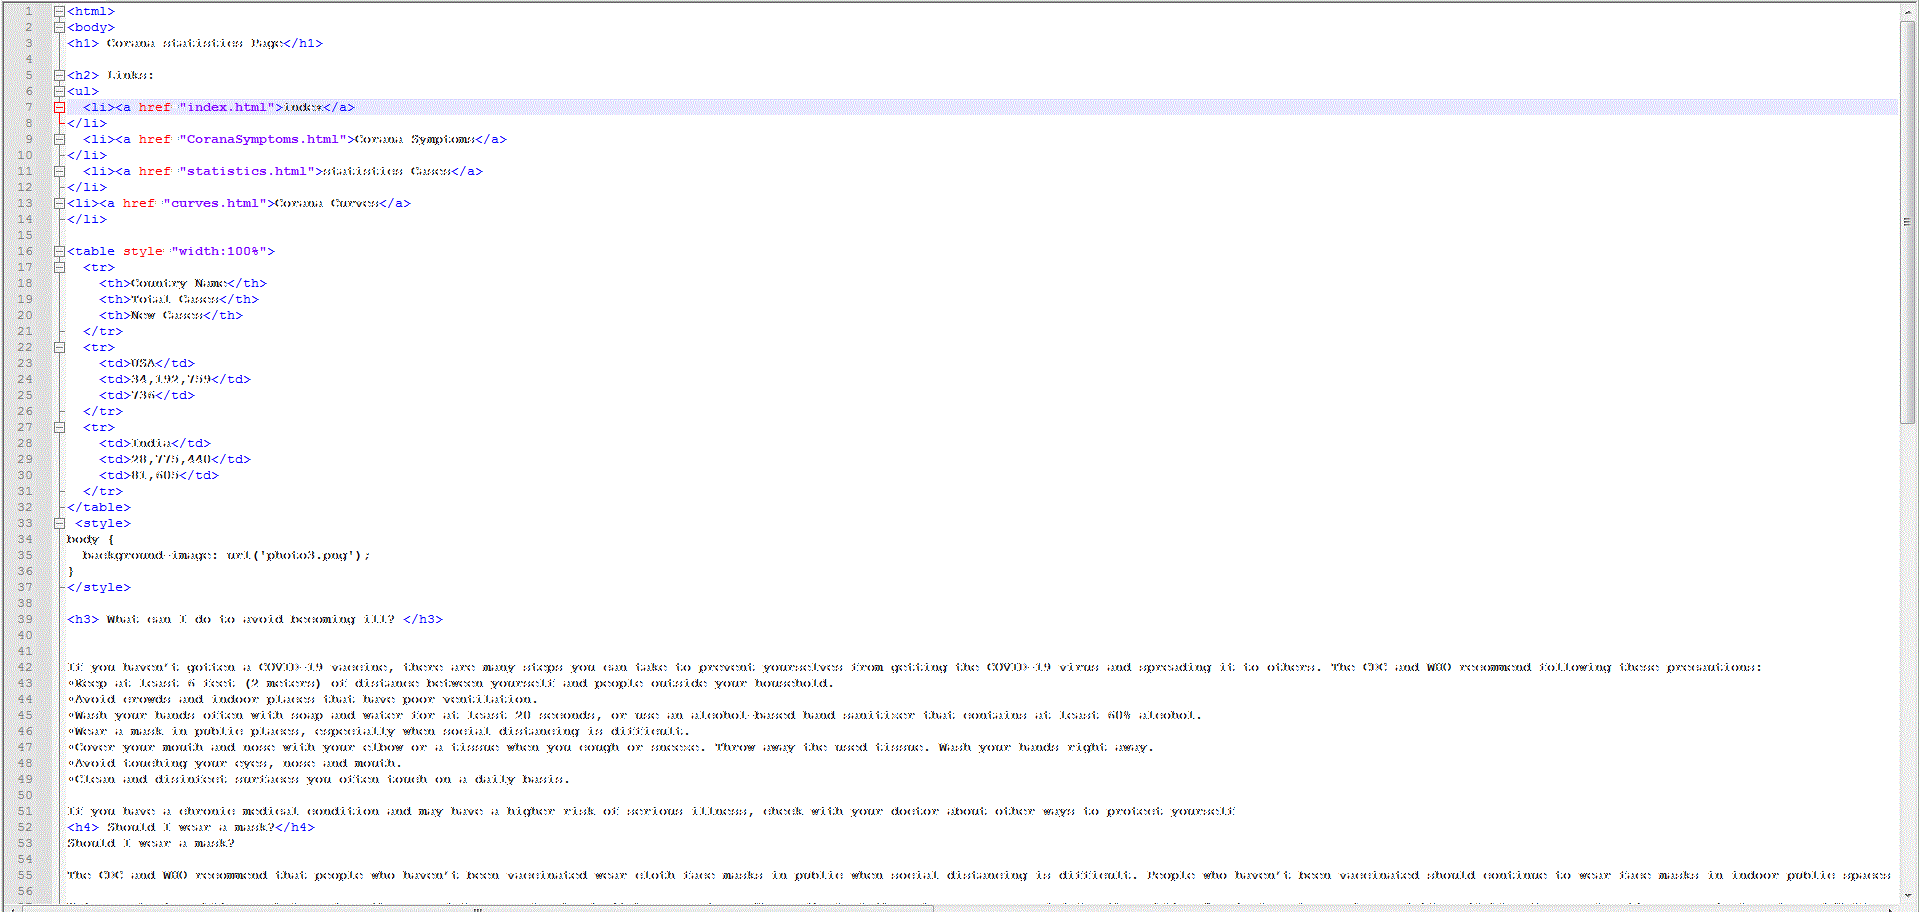 1 <html>
2 <body>
3 <h1> Corana statistics Page</h1>
4
5 <h2> Links:
6 <ul>
7 <li><a href="index.html">index</a>
8 </li>
9 <li><a href="CoranaSymptoms.html">Corana Symptoms</a>
10 </li>
11 <li><a href="statistics.html">statistics Cases</a>
12 </li>
13 <li><a href="curves.html">Corana Curves</a>
14 </li>
15
16 <table style="width:100%">
17 <tr>
18 <th>Country Name</th>
19 <th>Total Cases</th>
20 <th>New Cases</th>
21 </tr>
22 <tr>
23 <td>USA</td>
24 <td>34,192,759</td>
25 <td>736</td>
26 </tr>
27 <tr>
28 <td>India</td>
29 <td>28,775,440</td>
30 <td>81,605</td>
31 </tr>
32 </table>
33 <style>
34 body {
35 background-image: url('photo3.png');
36 }
37 </style>
38
39 <h3> What can I do to avoid becoming ill? </h3>
40
41
42 If you haven't gotten a COVID-19 vaccine, there are many steps you can take to prevent yourselves from getting the COVID-19 virus and spreading it to others. The CDC and WHO recommend following these precautions:
43 •Keep at least 6 feet (2 meters) of distance between yourself and people outside your household.
44 •Avoid crowds and indoor places that have poor ventilation.
45 •Wash your hands often with soap and water for at least 20 seconds, or use an alcohol-based hand sanitizer that contains at least 60% alcohol.
46 •Wear a mask in public places, especially when social distancing is difficult.
47 •Cover your mouth and nose with your elbow or a tissue when you cough or sneeze. Throw away the used tissue. Wash your hands right away.
48 •Avoid touching your eyes, nose and mouth.
49 •Clean and disinfect surfaces you often touch on a daily basis.
50
51 If you have a chronic medical condition and may have a higher risk of serious illness, check with your doctor about other ways to protect yourself
52 <h4> Should I wear a mask?</h4>
53 Should I wear a mask?
54
55 The CDC and WHO recommend that people who haven't been vaccinated wear cloth face masks in public when social distancing is difficult. People who haven't been vaccinated should continue to wear face masks in indoor public spaces
56